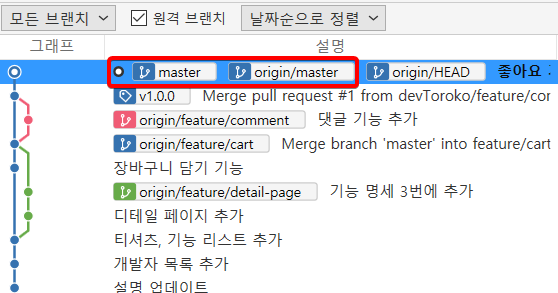 모든 브랜치 원격 브랜치 날짜순으로 정렬
그래프 설명
master origin/master origin/HEAD 좋아요
v1.0.0 Merge pull request #1 from devToroko/feature/cor
origin/feature/comment 댓글 기능 추가
origin/feature/cart Merge branch 'master' into feature/cart
장바구니 담기 기능
origin/feature/detail-page 기능 명세 3번에 추가
디테일 페이지 추가
티셔츠, 기능 리스트 추가
개발자 목록 추가
설명 업데이트